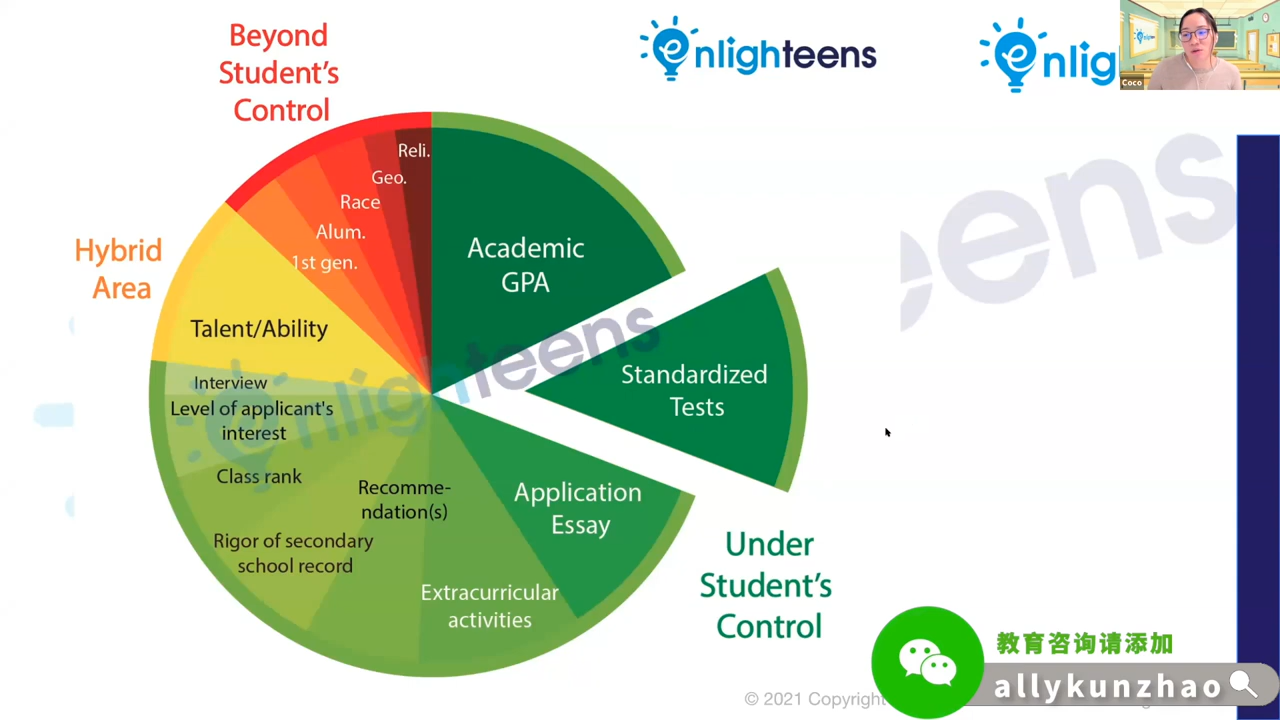 Beyond
Student's
Control
enlighteens
enlig
Coco
Reli.
Geo.
Race
Alum.
1st gen.
Academic
GPA
Hybrid
Area
Talent/Ability
Standardized
Tests
enlighteens
eens
Interview
Level of applicant's
interest
Class rank
Recomme-
ndation(s)
Application
Essay
Rigor of secondary
school record
Extracurricular
activities
Under
Student's
Control
教育咨询请添加
allykunzhao
© 2021 Copyright